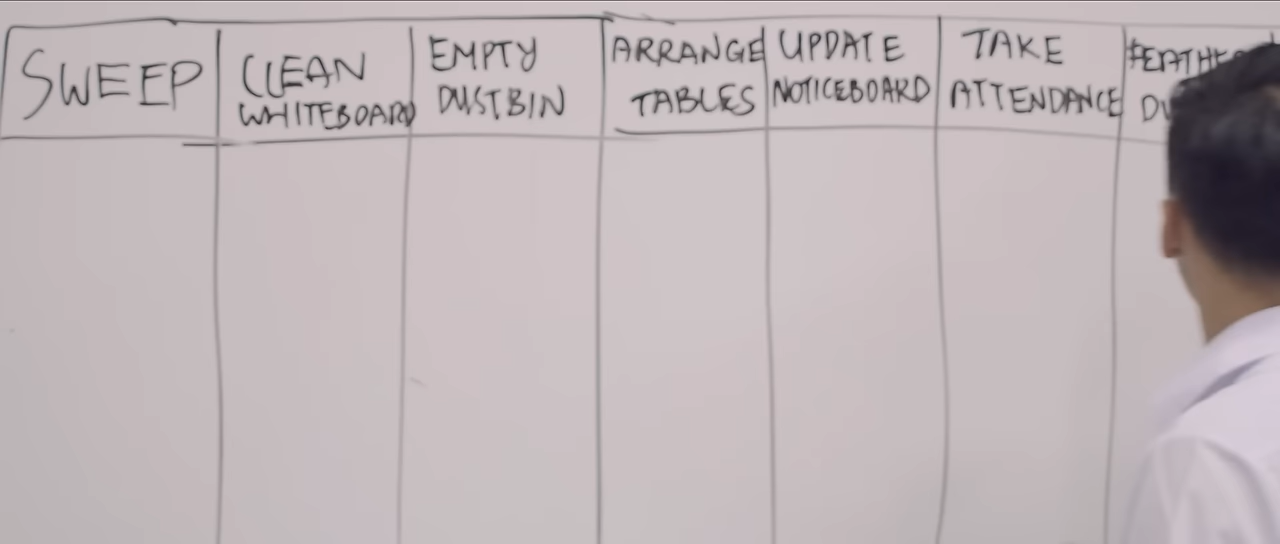 SWEEP
CLEAN
WHITEBOARD
EMPTY
DUSTBIN
ARRANGE
TABLES
UPDATE
NOTICEBOARD
TAKE
ATTENDANCE